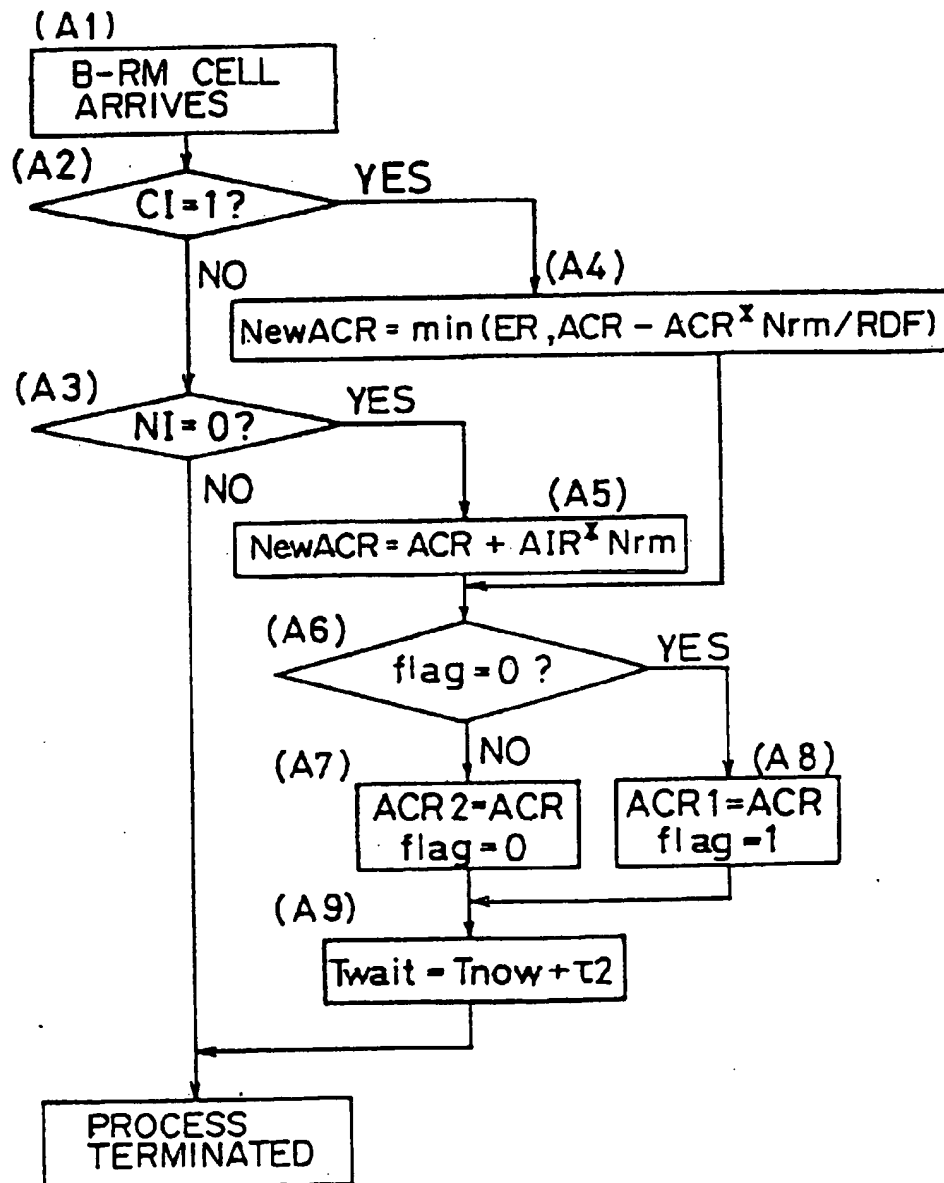 (A1)
B-RM CELL
ARRIVES
(A2)
CI=1?
YES
NO
(A4)
NewACR = min(ER,ACR - ACR* Nrm/RDF)
(A3)
NI=0?
YES
NO
(A5)
NewACR = ACR + AIR* Nrm
(A6)
flag=0 ?
YES
NO
(A7)
ACR2=ACR
flag=0
(A8)
ACR1=ACR
flag=1
(A9)
Twait = Tnow+τ2
PROCESS
TERMINATED